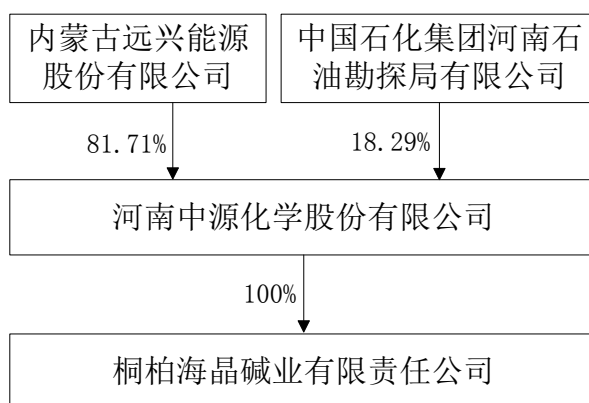 内蒙古远兴能源
股份有限公司
中国石化集团河南石
油勘探局有限公司
81.71%
18.29%
河南中源化学股份有限公司
100%
桐柏海晶碱业有限责任公司